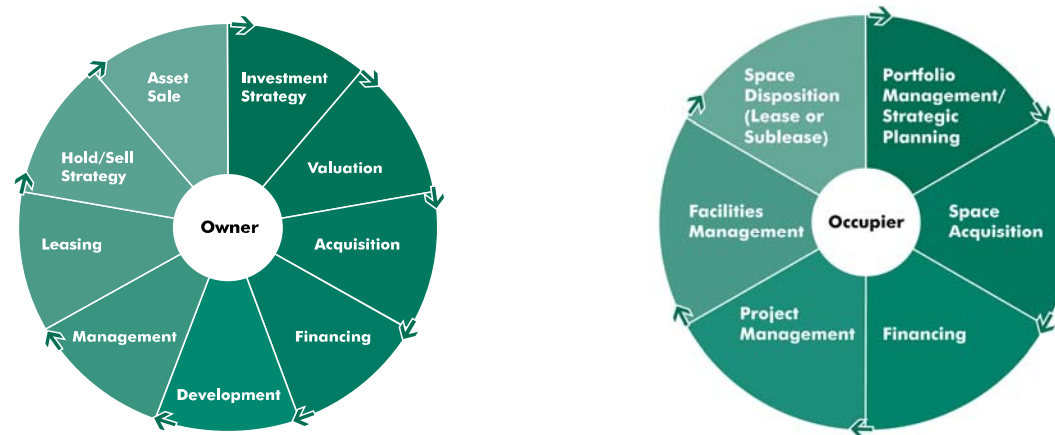 Asset
Sale
Investment
Strategy
Hold/Sell
Strategy
Valuation
Owner
Leasing
Acquisition
Management
Financing
Development
Space
Disposition
(Lease or
Sublease)
Portfolio
Management/
Strategic
Planning
Facilities
Management
Occupier
Space
Acquisition
Project
Management
Financing